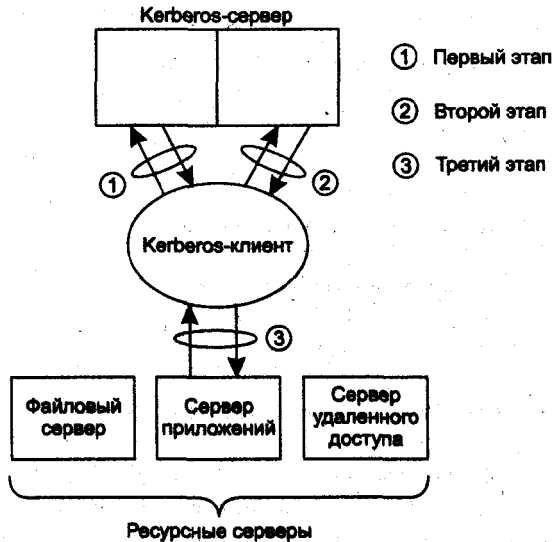 Kerberos-сервер
① Первый этап
② Второй этап
③ Третий этап
① ②
Kerberos-клиент
③
Файловый
сервер
Сервер
приложений
Сервер
удаленного
доступа
Ресурсные серверы